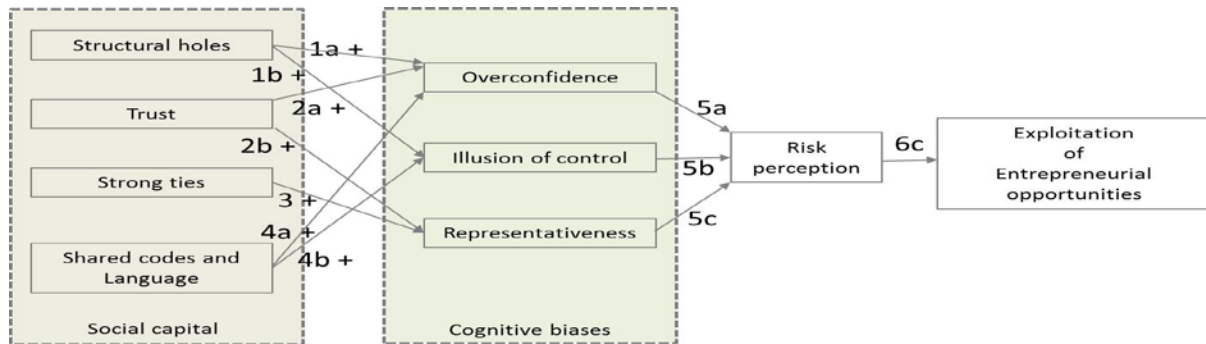 Structural holes
Trust
Strong ties
Shared codes and
Language
Social capital
1a +
1b +
2a +
2b +
3 +
4a +
4b +
Overconfidence
Illusion of control
Representativeness
Cognitive biases
5a
5b
5c
Risk
perception
6c
Exploitation
of
Entrepreneurial
opportunities